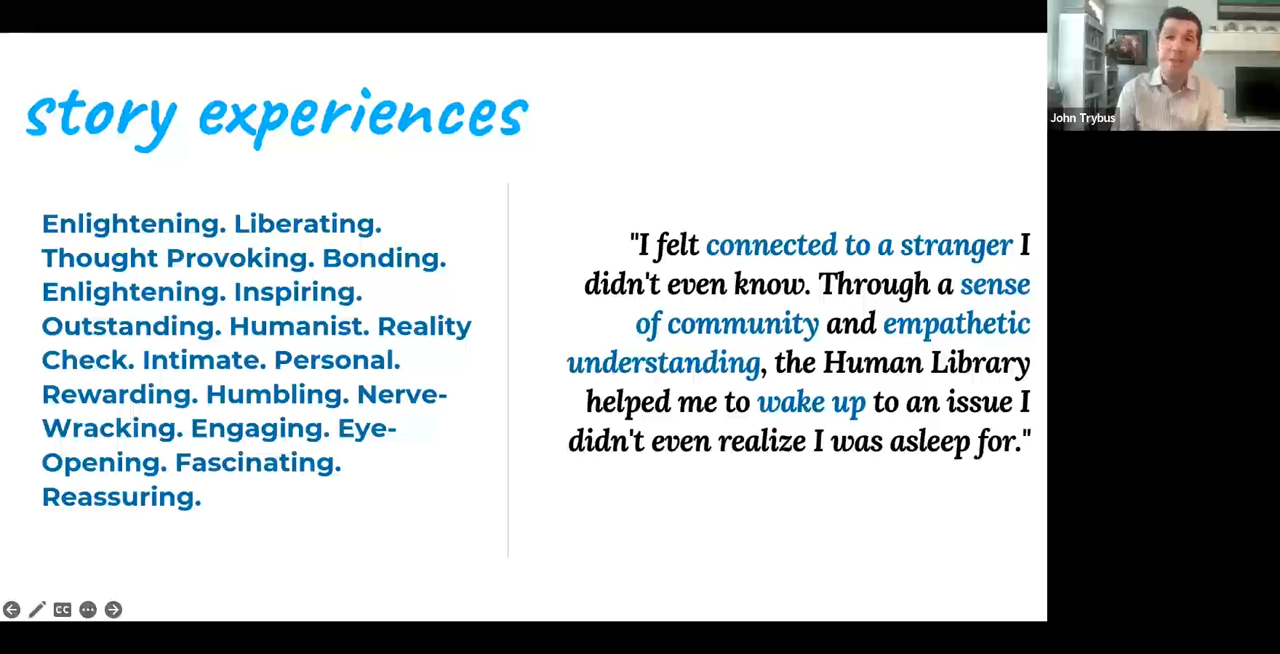 story experiences
Enlightening. Liberating.
Thought Provoking. Bonding.
Enlightening. Inspiring.
Outstanding. Humanist. Reality
Check. Intimate. Personal.
Rewarding. Humbling. Nerve-
Wracking. Engaging. Eye-
Opening. Fascinating.
Reassuring.
"I felt connected to a stranger I
didn't even know. Through a sense
of community and empathetic
understanding, the Human Library
helped me to wake up to an issue I
didn't even realize I was asleep for."
CC
John Trybus